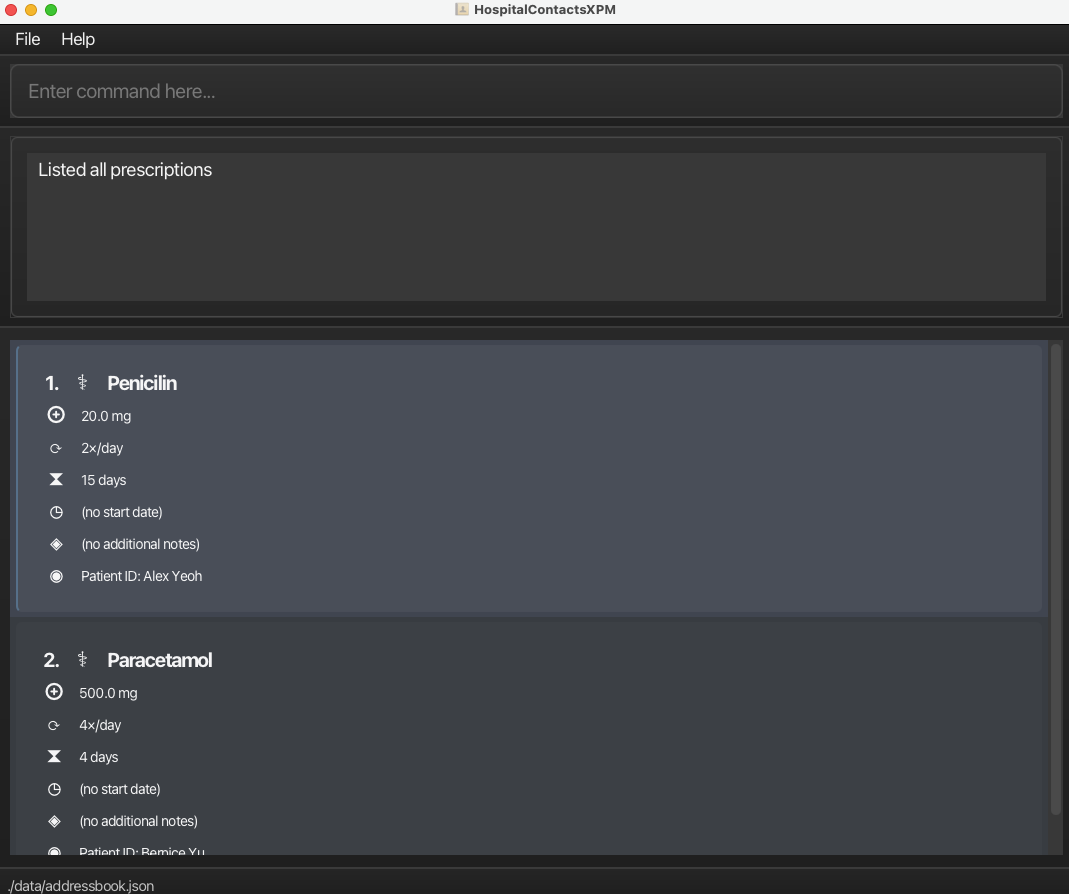 HospitalContactsXPM
File Help
Enter command here...
Listed all prescriptions
1. Penicilin
20.0 mg
2×/day
15 days
(no start date)
(no additional notes)
Patient ID: Alex Yeoh
2. Paracetamol
500.0 mg
4×/day
4 days
(no start date)
(no additional notes)
Patient ID: Bernice Yu
./data/addressbook.json